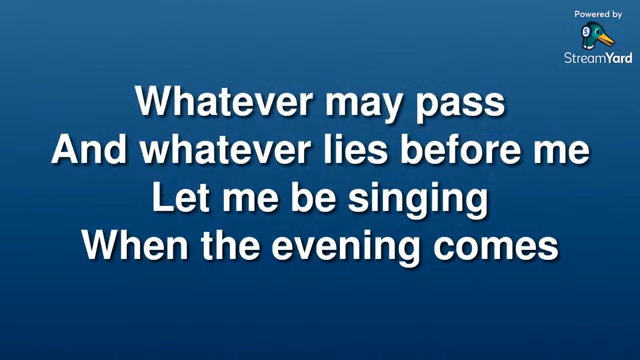 Powered by
StreamYard
Whatever may pass
And whatever lies before me
Let me be singing
When the evening comes